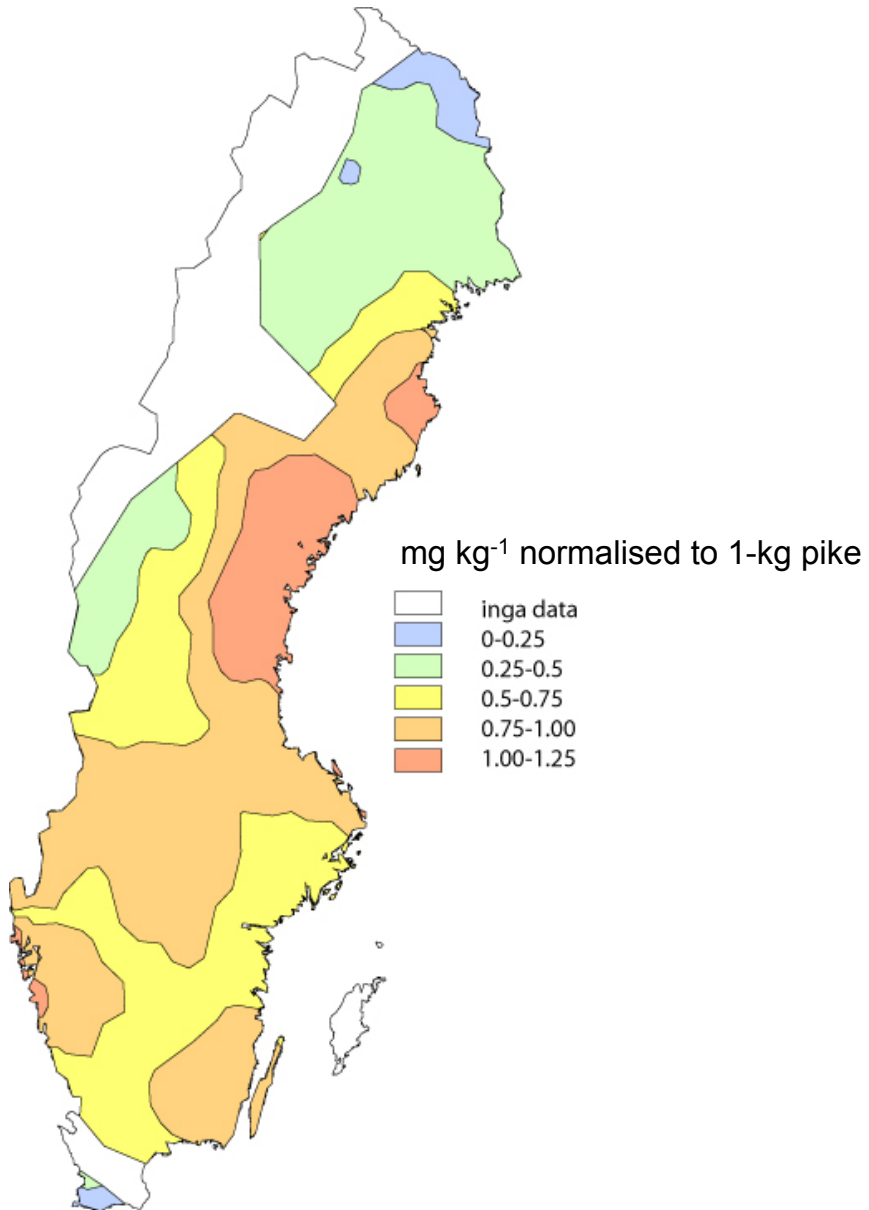 mg kg⁻¹ normalised to 1-kg pike
inga data
0-0.25
0.25-0.5
0.5-0.75
0.75-1.00
1.00-1.25